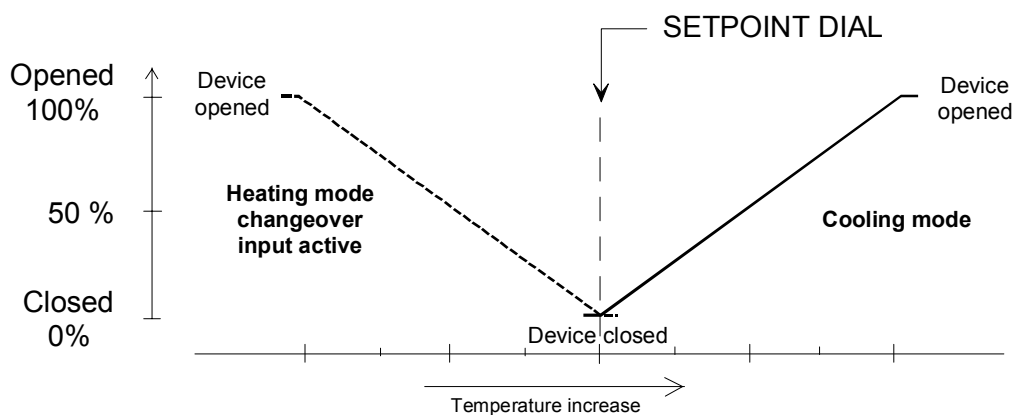 SETPOINT DIAL
Opened
100%
Device
opened
Device
opened
Heating mode
changeover
input active
50 %
Cooling mode
Closed
0%
Device closed
Temperature increase